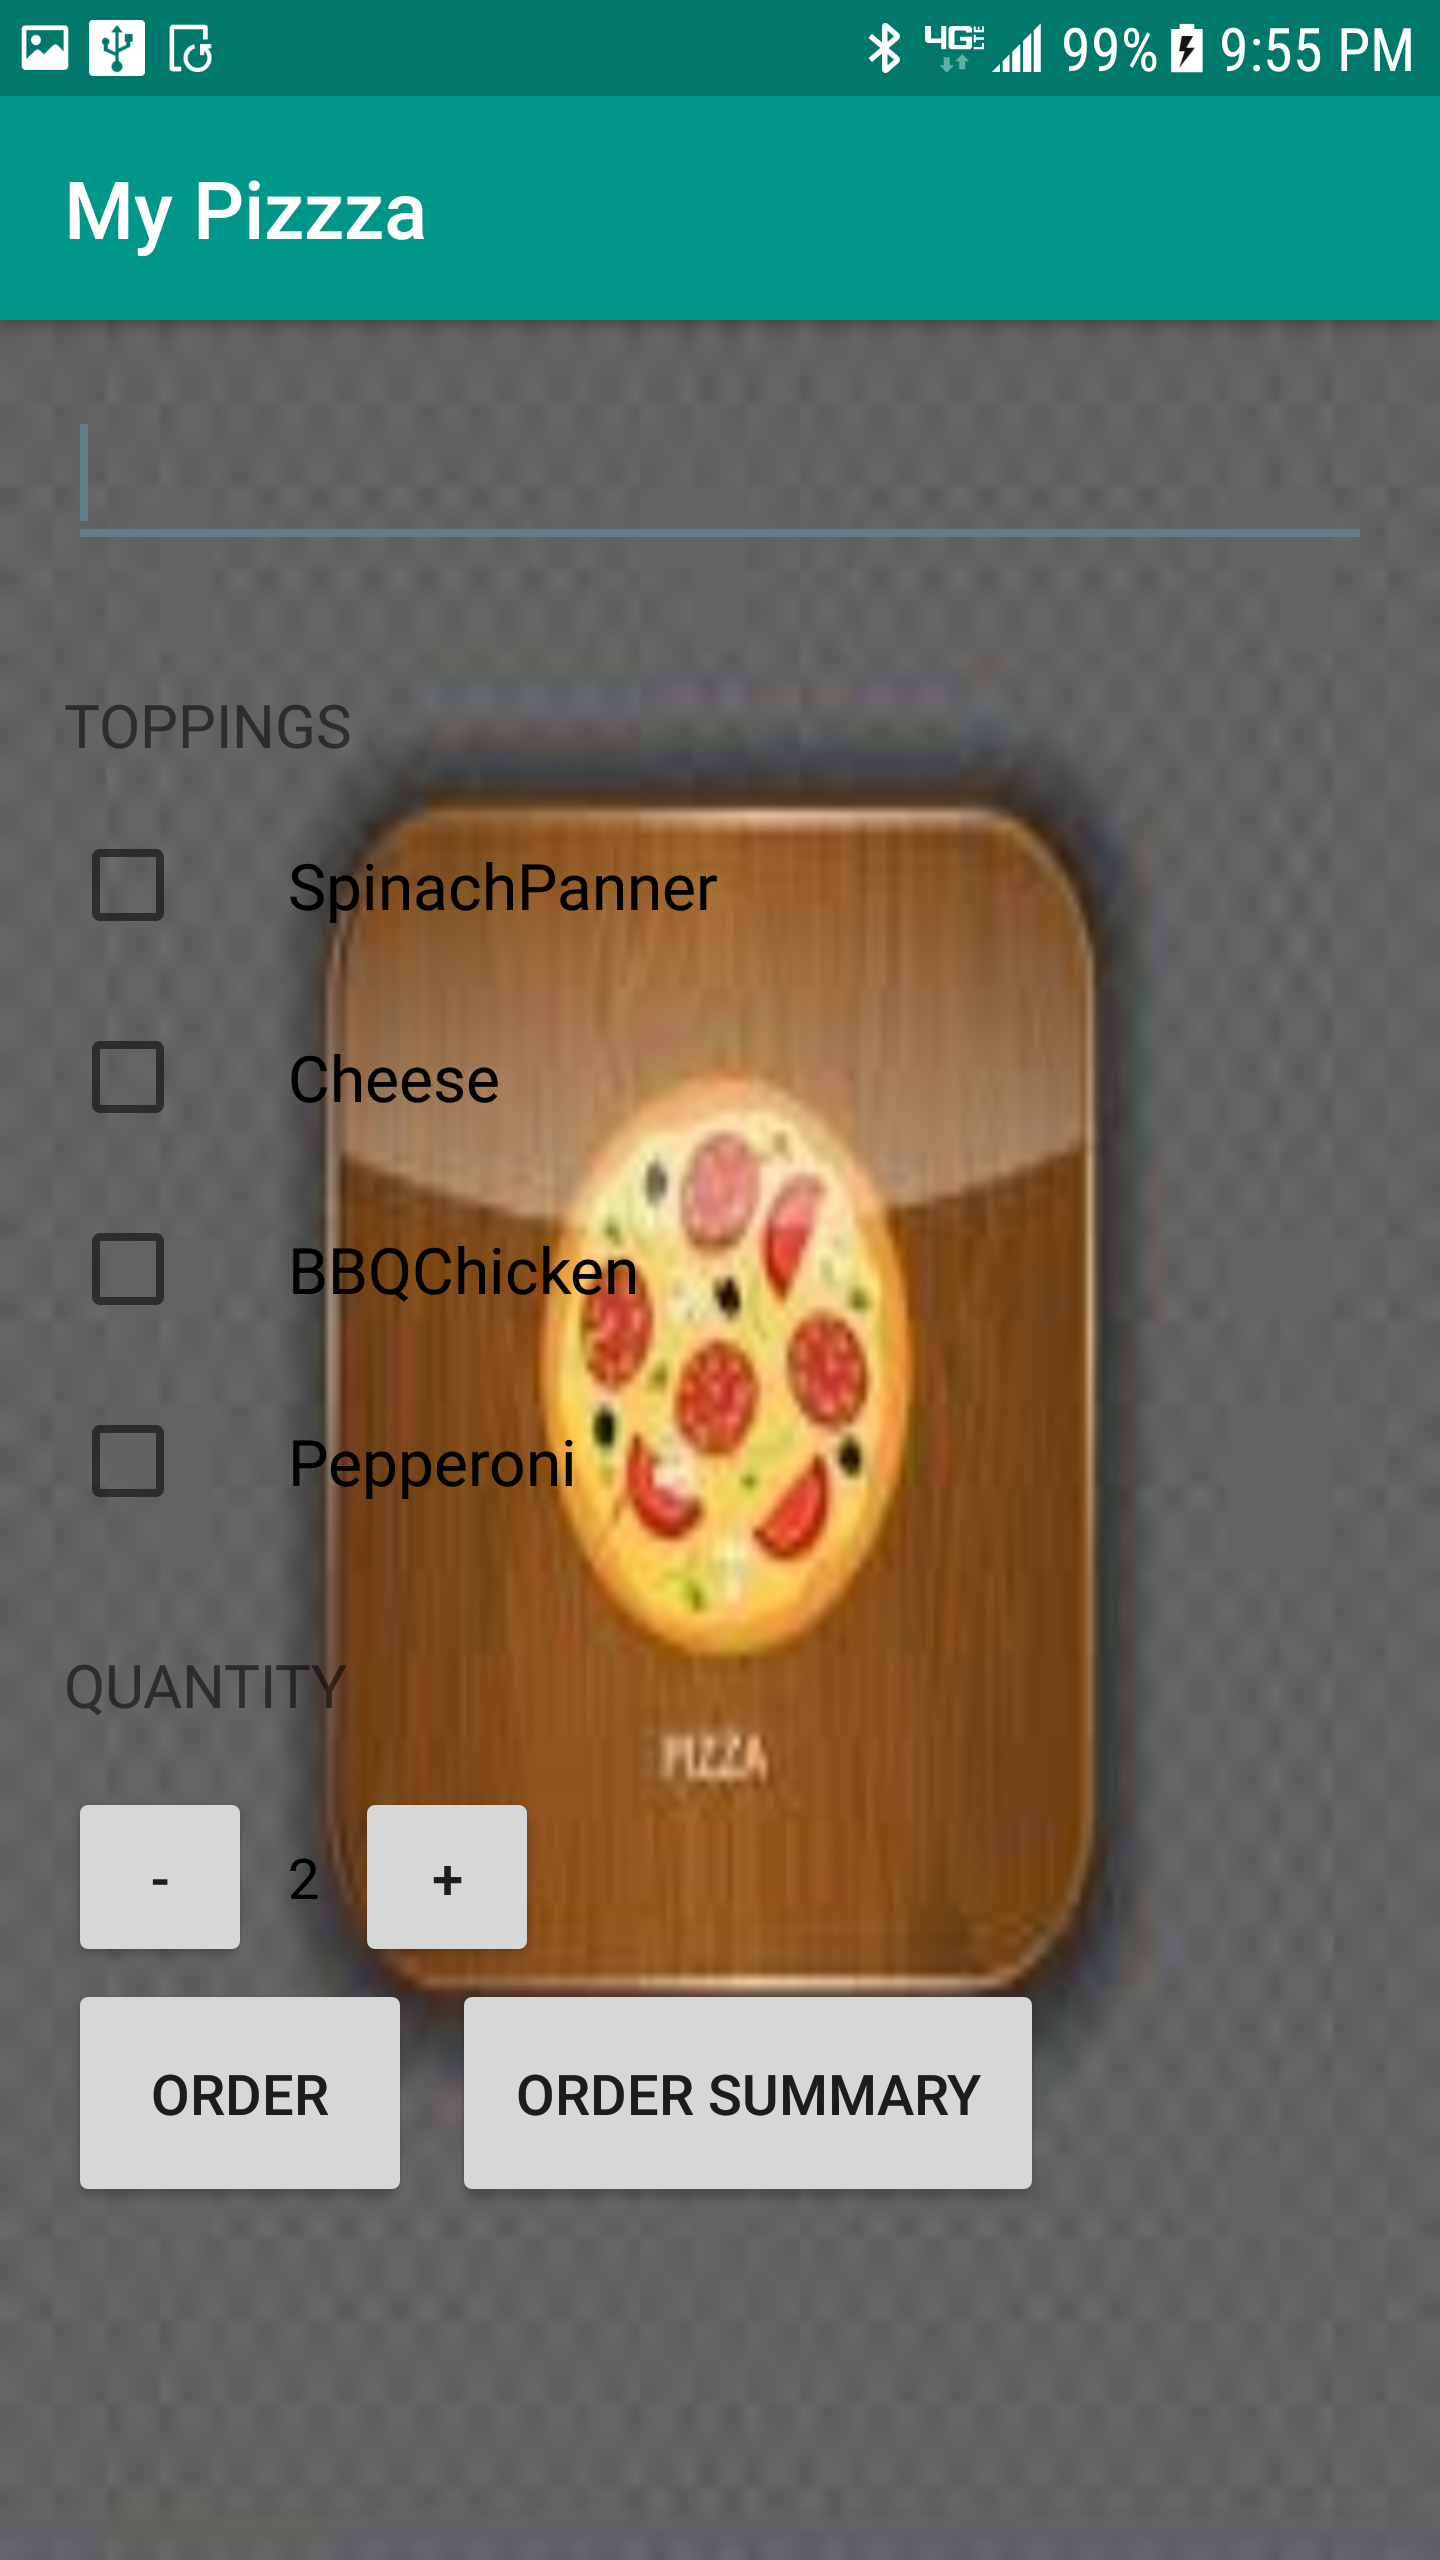 4G LTE 99% 9:55 PM
My Pizzza
TOPPINGS
SpinachPanner
Cheese
BBQChicken
Pepperoni
QUANTITY
PIZZA
- 2 +
ORDER ORDER SUMMARY